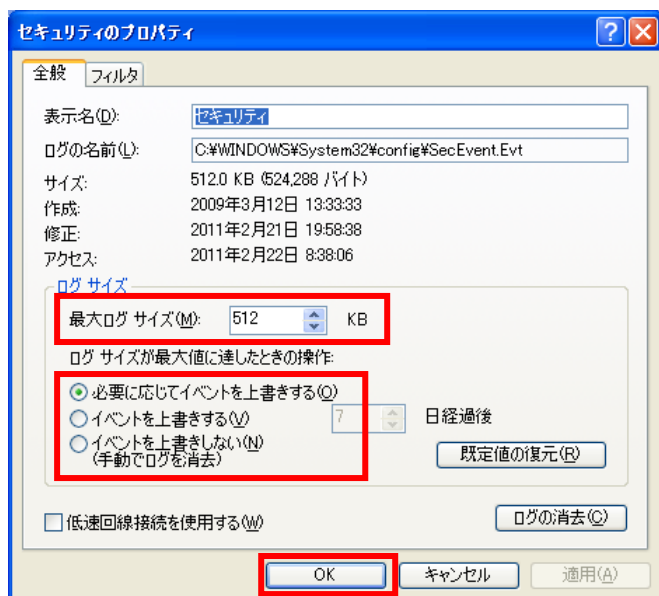 セキュリティのプロパティ
全般 フィルタ
表示名(D): セキュリティ
ログの名前(L): C:¥WINDOWS¥System32¥config¥SecEvent.Evt
サイズ: 512.0 KB (524,288 バイト)
作成: 2009年3月12日 13:33:33
修正: 2011年2月21日 19:58:38
アクセス: 2011年2月22日 8:38:06
ログ サイズ
最大ログ サイズ(M): 512 KB
ログ サイズが最大値に達したときの操作:
必要に応じてイベントを上書きする(O)
イベントを上書きする(V) 7 日経過後
イベントを上書きしない(N)
(手動でログを消去)
既定値の復元(R)
低速回線接続を使用する(W) ログの消去(C)
OK キャンセル 適用(A)